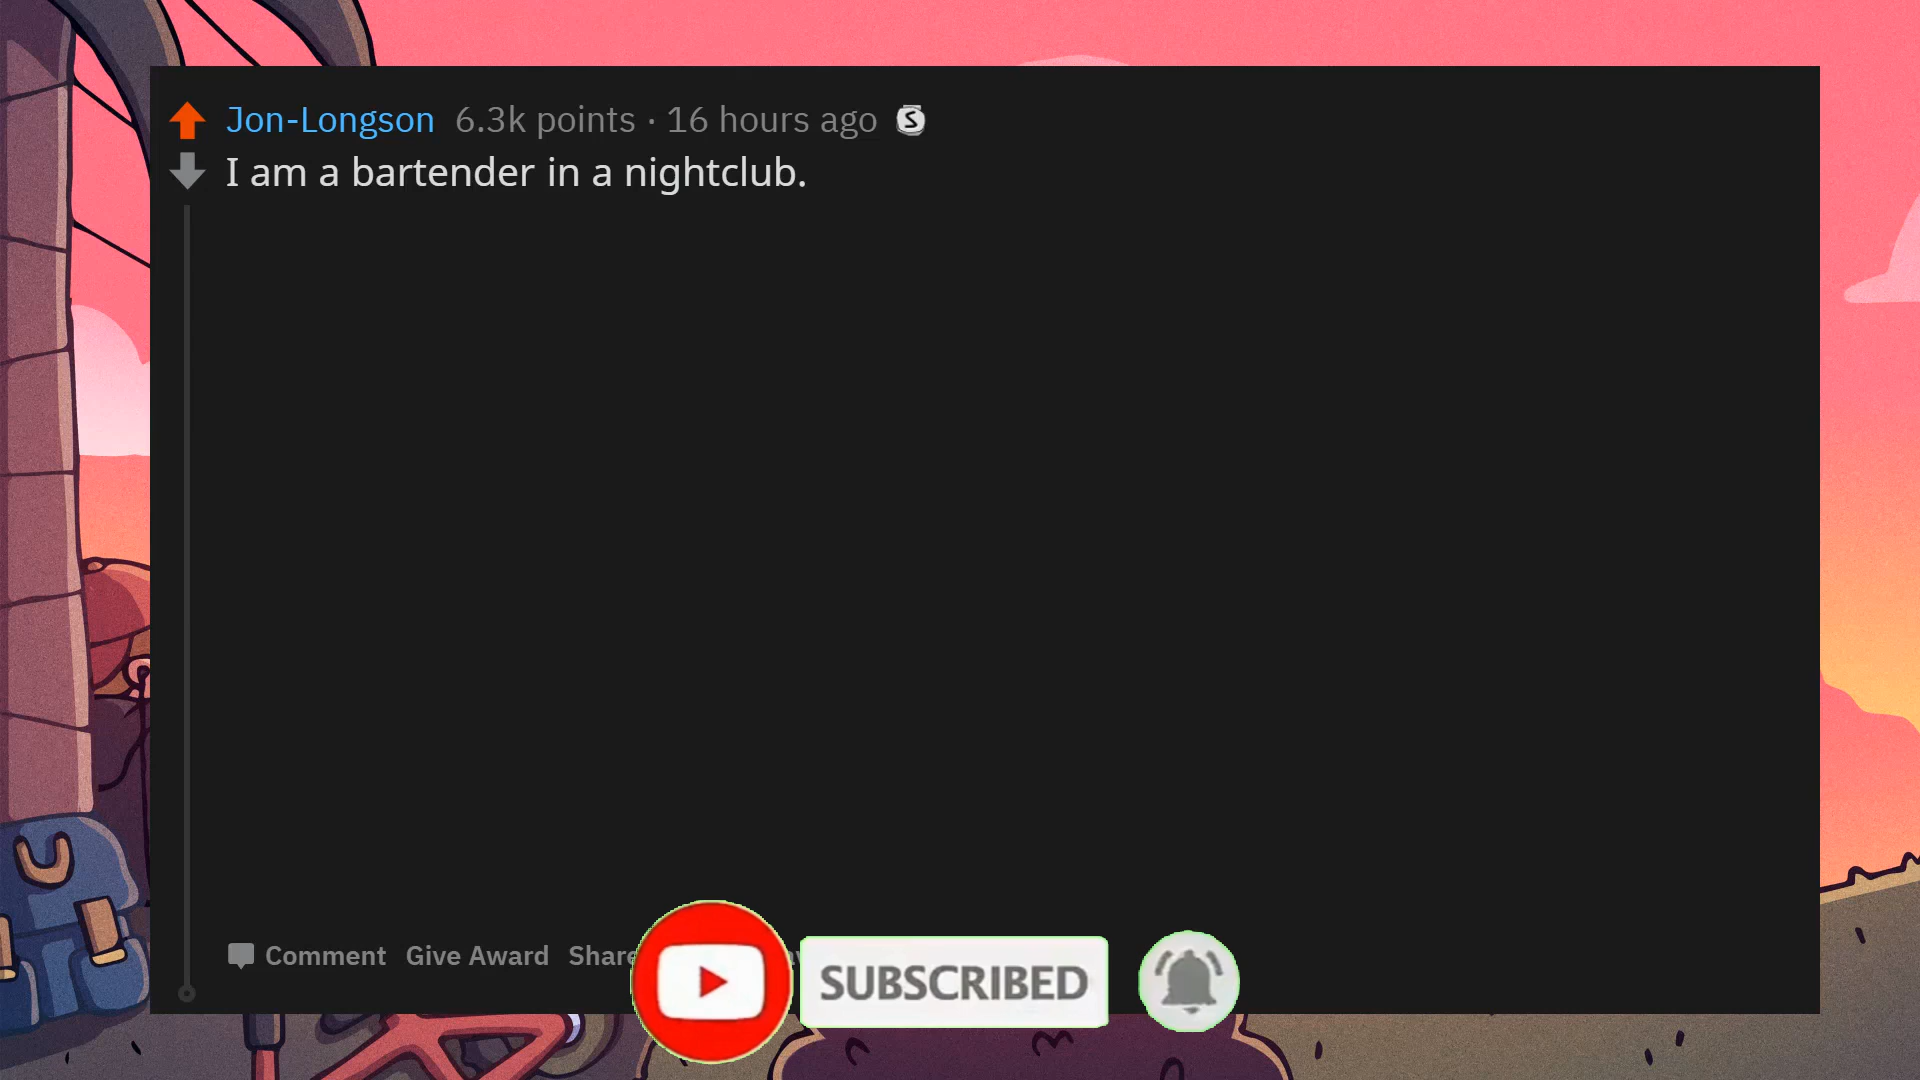 Jon-Longson 6.3k points · 16 hours ago S
I am a bartender in a nightclub.
Comment Give Award Share
SUBSCRIBED